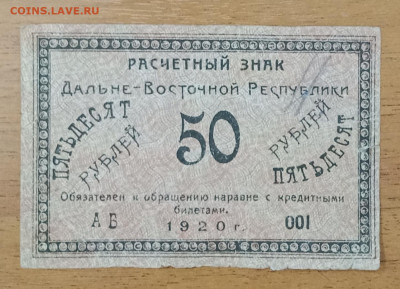 COINS.LAVE.RU
РАСЧЕТНЫЙ ЗНАК
Дальне-Восточной Республики
ПЯТЬДЕСЯТ
РУБЛЕЙ
50
РУБЛЕЙ
ПЯТЬДЕСЯТ
Обязателен к обращению наравне с кредитными
билетами.
АБ
1920 г.
001